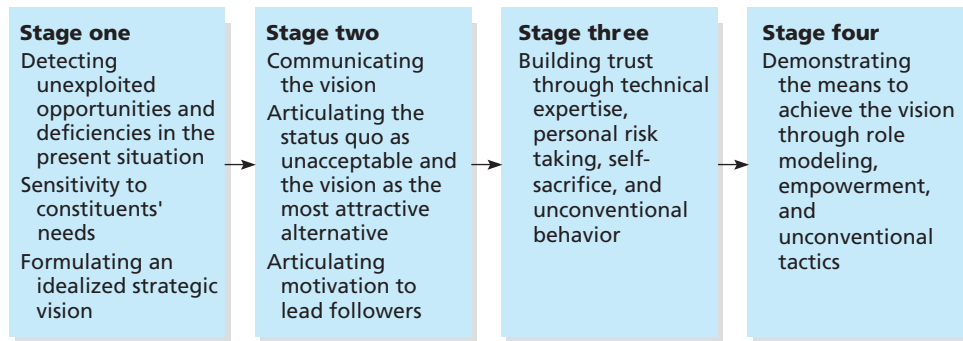 Stage one
Detecting
unexploited
opportunities and
deficiencies in the
present situation
Sensitivity to
constituents'
needs
Formulating an
idealized strategic
vision
Stage two
Communicating
the vision
Articulating the
status quo as
unacceptable and
the vision as the
most attractive
alternative
Articulating
motivation to
lead followers
Stage three
Building trust
through technical
expertise,
personal risk
taking, self-
sacrifice, and
unconventional
behavior
Stage four
Demonstrating
the means to
achieve the vision
through role
modeling,
empowerment,
and
unconventional
tactics